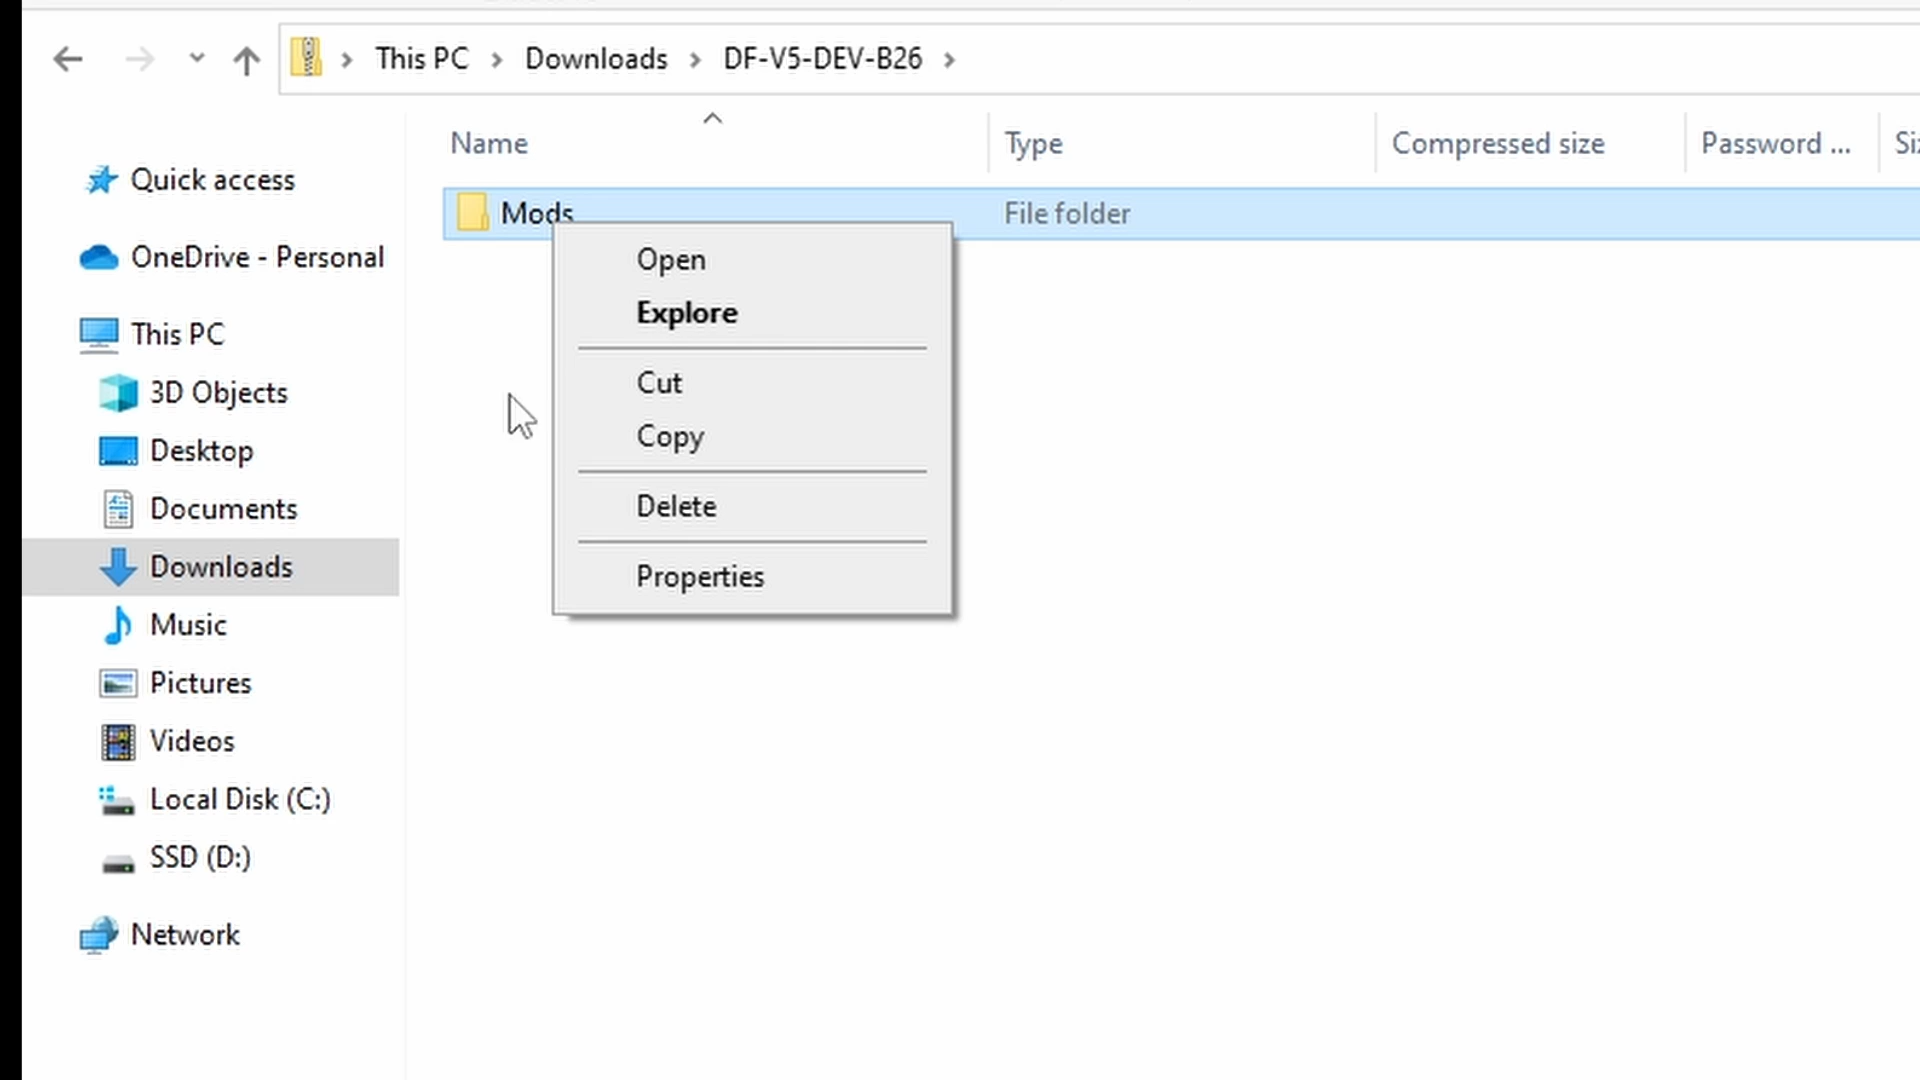 This PC
Downloads
DF-V5-DEV-B26
Name
Type
Compressed size
Password ...
Quick access
OneDrive - Personal
This PC
3D Objects
Desktop
Documents
Downloads
Music
Pictures
Videos
Local Disk (C:)
SSD (D:)
Network
Mods
File folder
Open
Explore
Cut
Copy
Delete
Properties